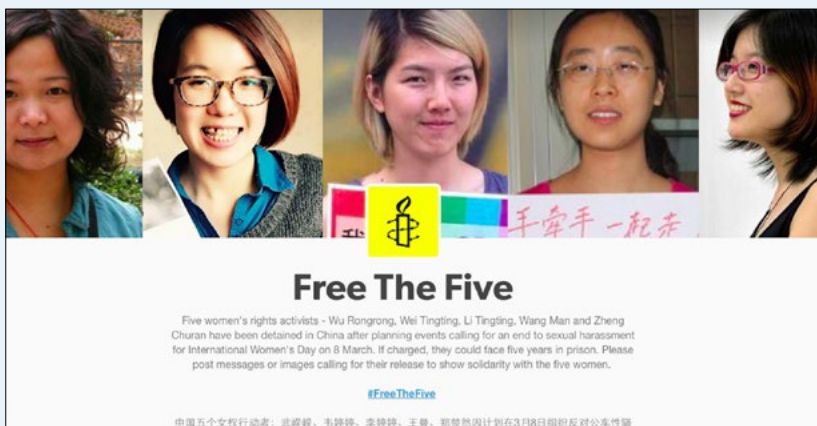 我
手牵手一起走
Free The Five
Five women's rights activists - Wu Rongrong, Wei Tingting, Li Tingting, Wang Man and Zheng
Churan have been detained in China after planning events calling for an end to sexual harassment
for International Women's Day on 8 March. If charged, they could face five years in prison. Please
post messages or images calling for their release to show solidarity with the five women.
#FreeTheFive
中国五个女权行动者：武嵘嵘、韦婷婷、李婷婷、王曼、郑楚然因计划在3月8日组织反对公车性骚